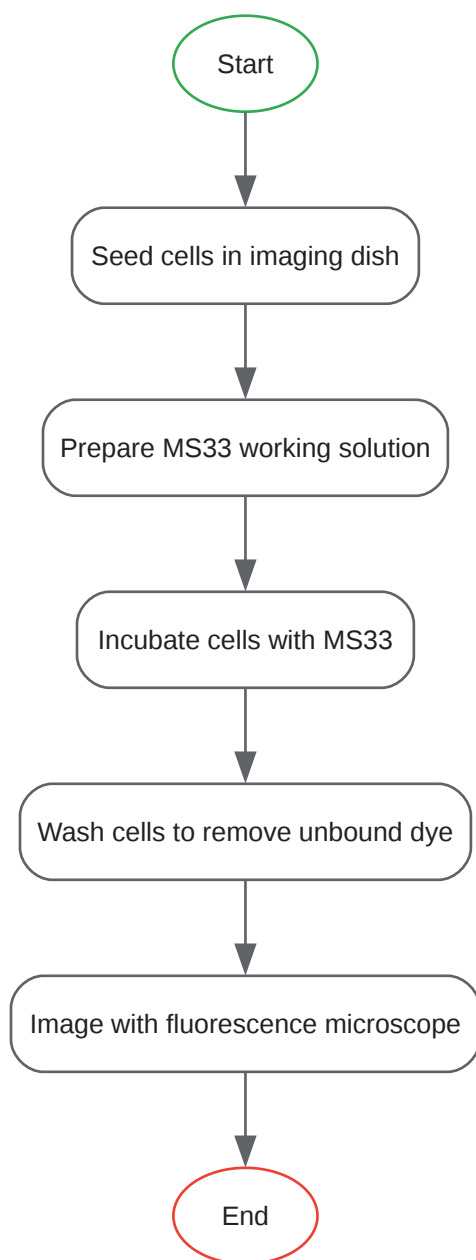 Start
Seed cells in imaging dish
Prepare MS33 working solution
Incubate cells with MS33
Wash cells to remove unbound dye
Image with fluorescence microscope
End